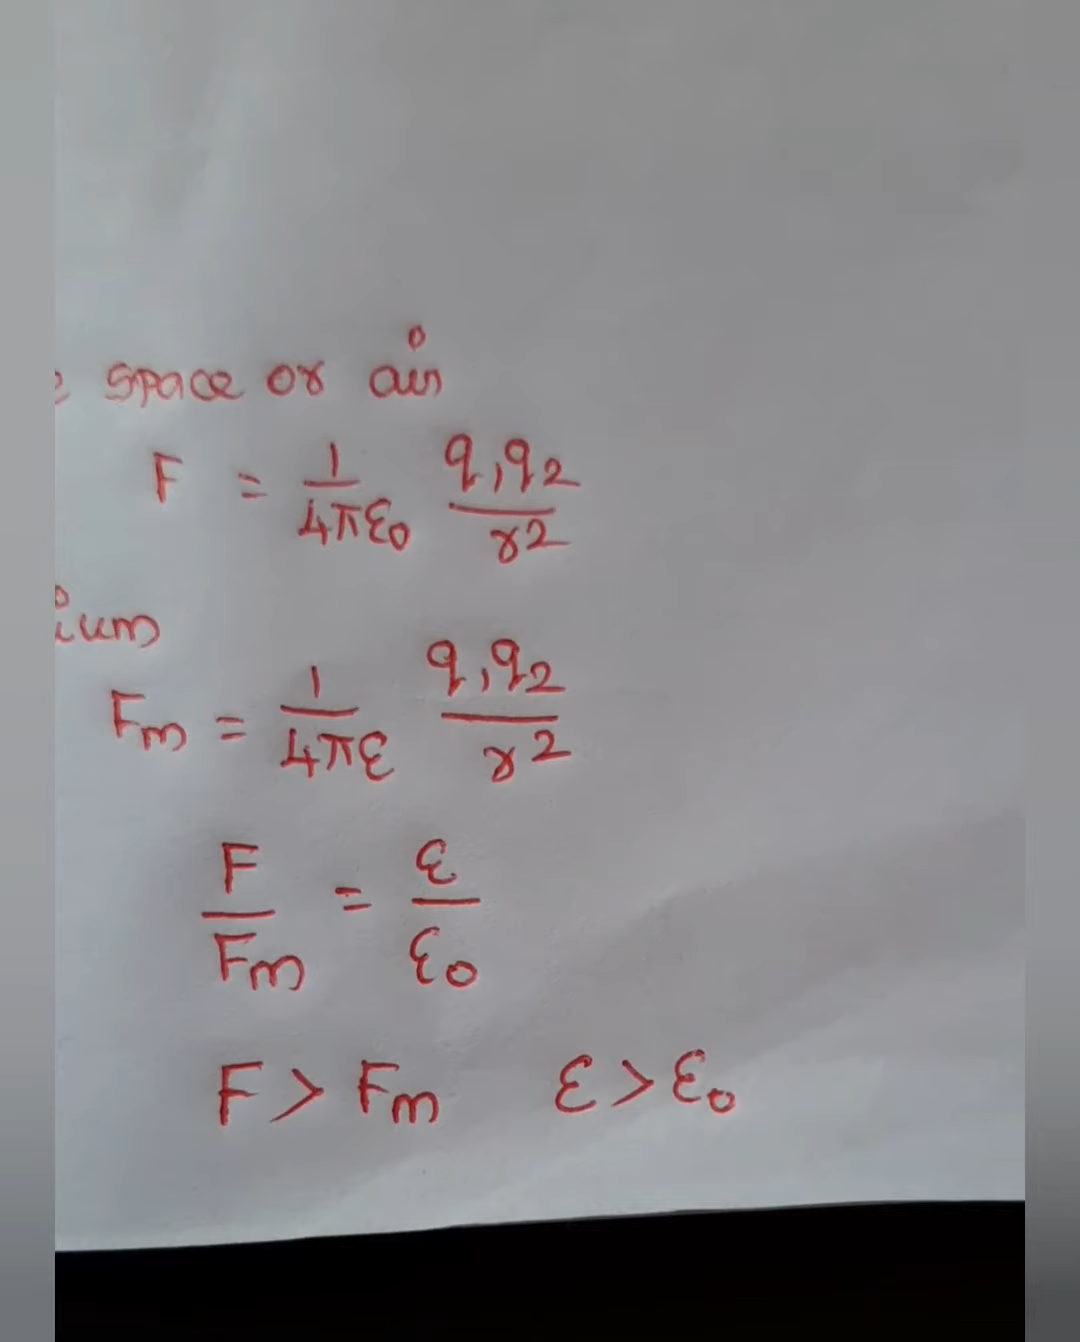 space or air
F = 1/4πε₀ q₁q₂/r2
ium
Fm = 1/4πε q₁q₂/r2
F/Fm = ε/ε₀
F > Fm ε > ε₀